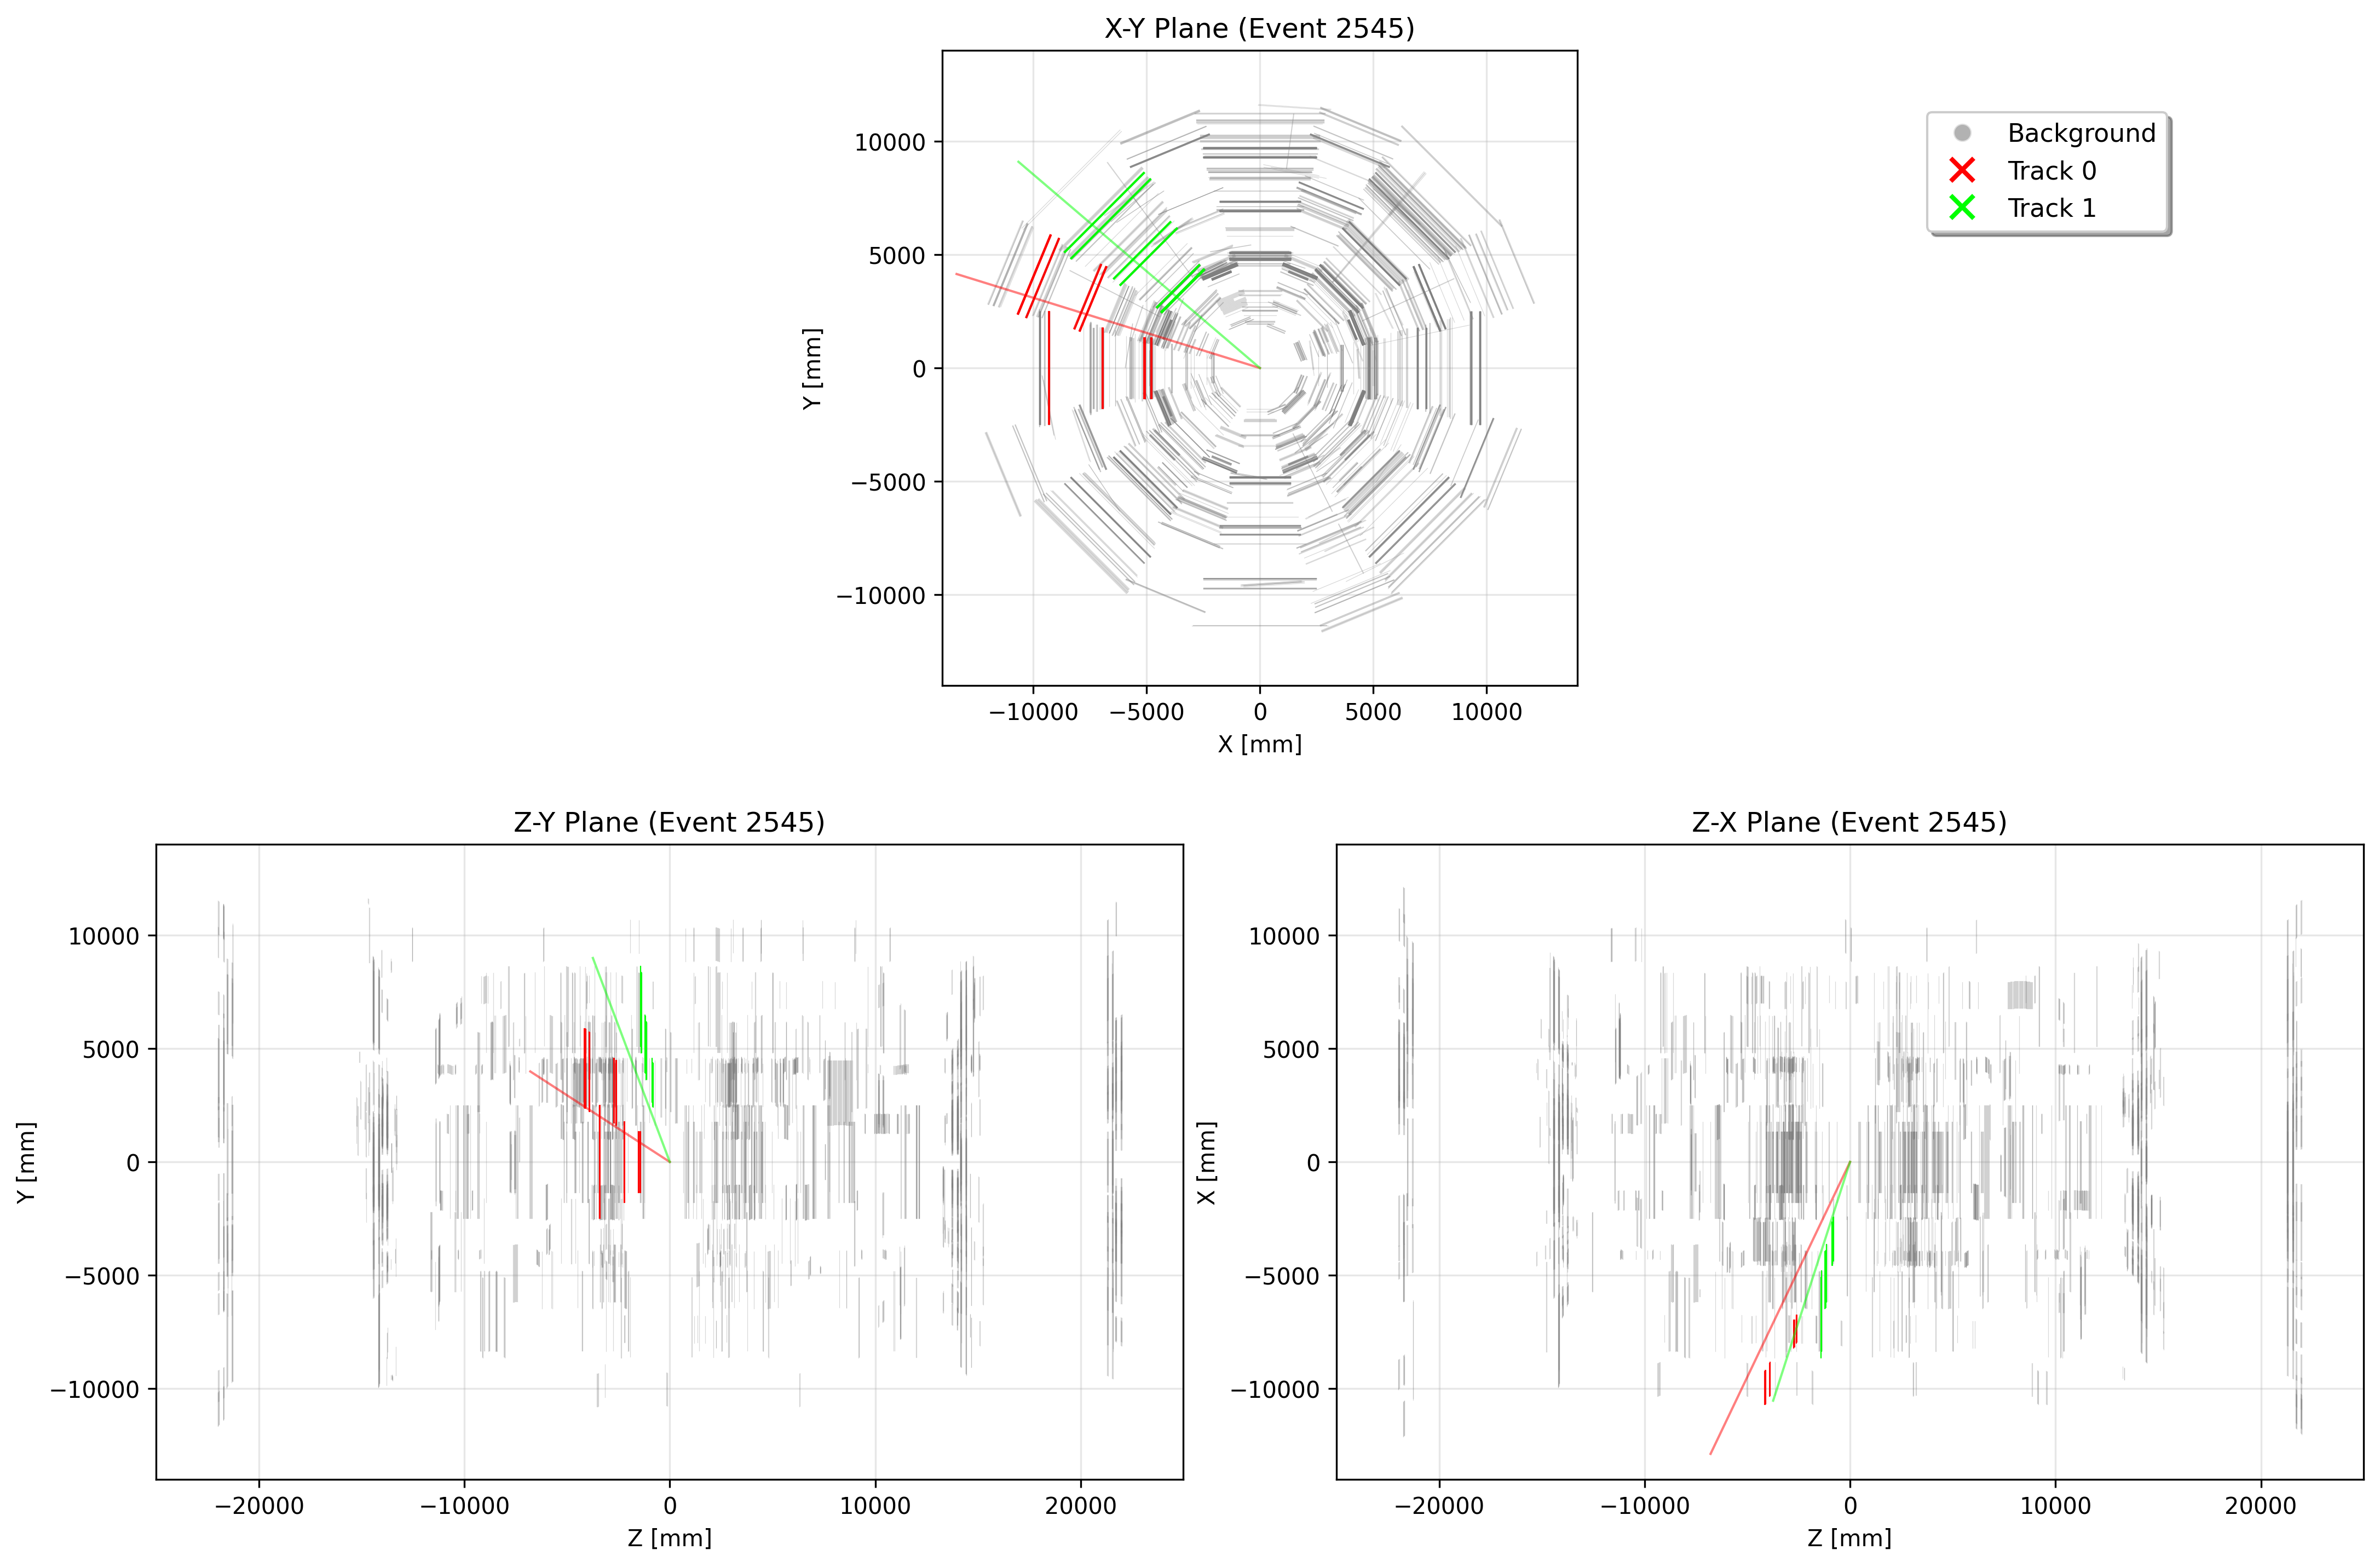 X-Y Plane (Event 2545)
10000
5000
0
−5000
−10000
Y [mm]
−10000 −5000 0 5000 10000
X [mm]
Background
Track 0
Track 1
Z-Y Plane (Event 2545)
10000
5000
0
−5000
−10000
Y [mm]
−20000 −10000 0 10000 20000
Z [mm]
Z-X Plane (Event 2545)
10000
5000
0
−5000
−10000
X [mm]
−20000 −10000 0 10000 20000
Z [mm]